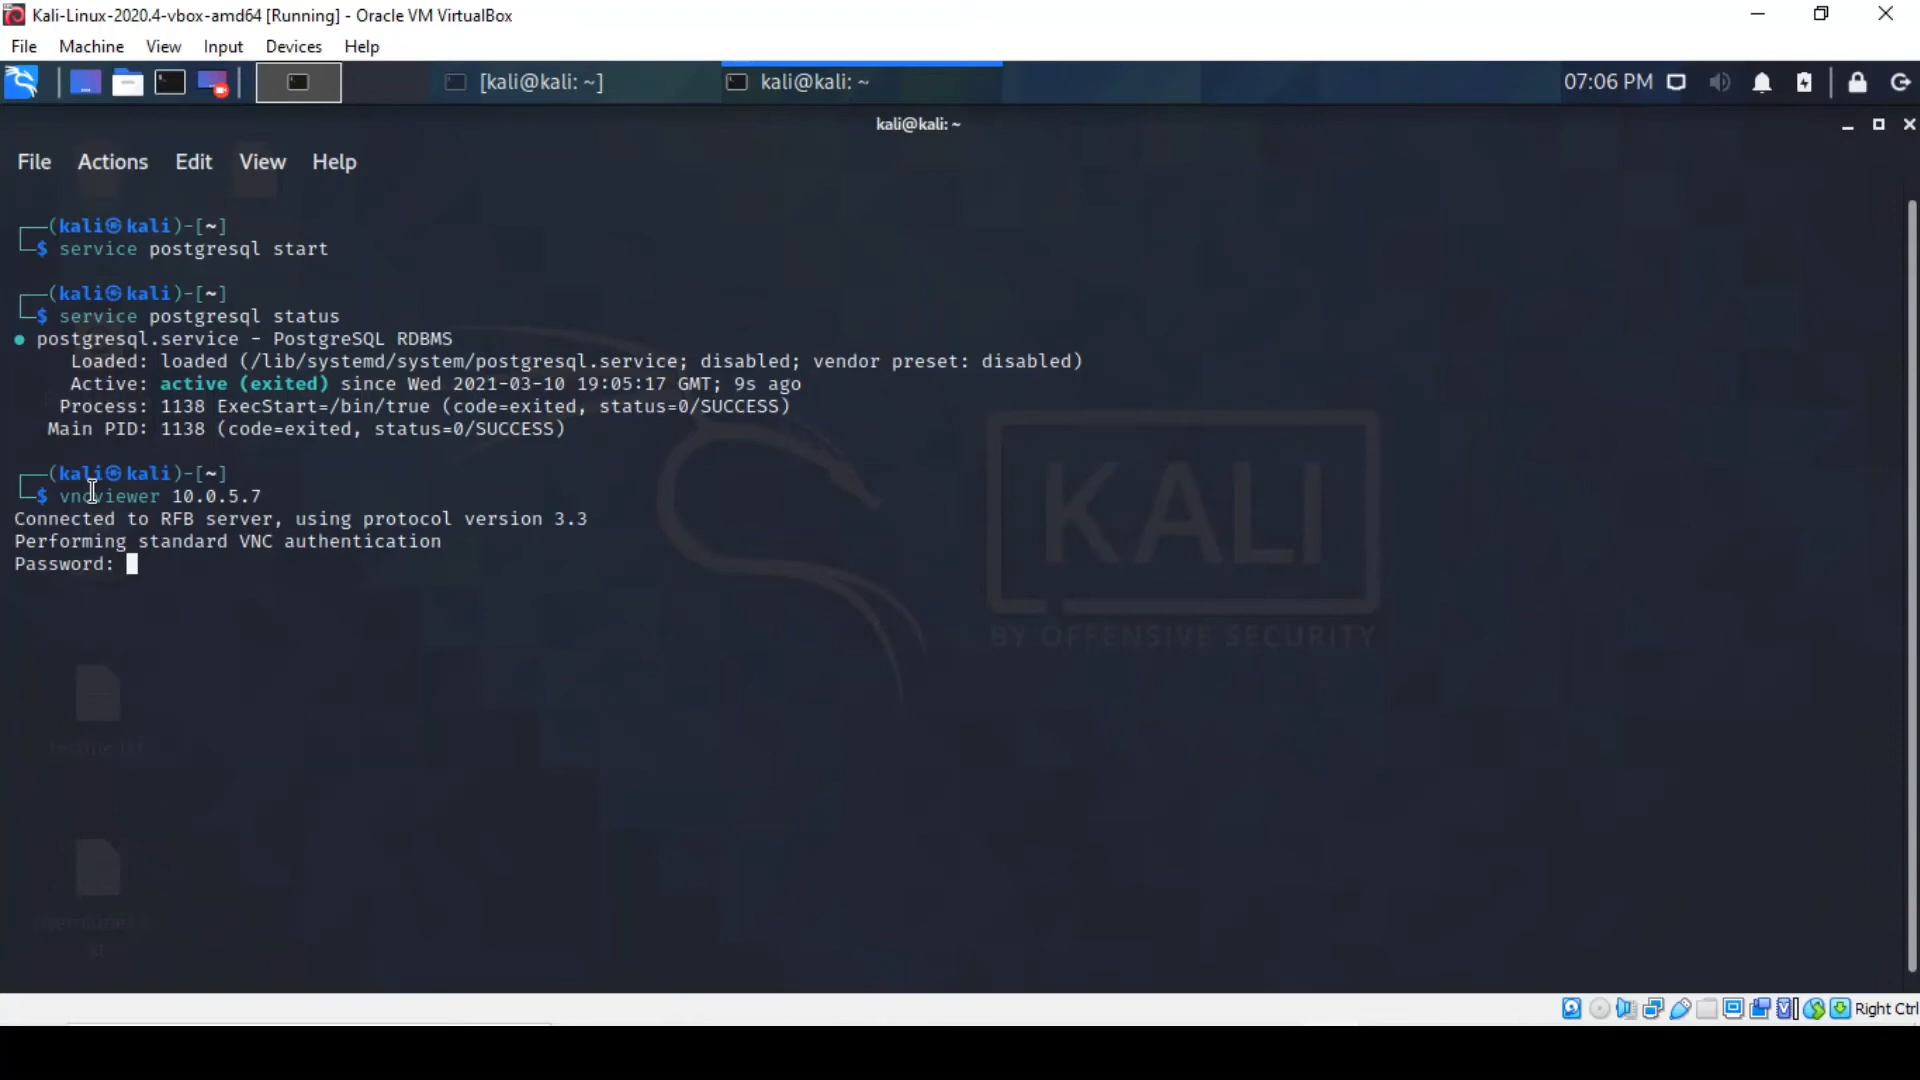 Kali-Linux-2020.4-vbox-amd64 [Running] - Oracle VM VirtualBox
File Machine View Input Devices Help
[kali@kali: ~] kali@kali: ~ 07:06 PM
kali@kali: ~
File Actions Edit View Help
┌──(kali㉿kali)-[~]
└─$ service postgresql start
┌──(kali㉿kali)-[~]
└─$ service postgresql status
● postgresql.service - PostgreSQL RDBMS
Loaded: loaded (/lib/systemd/system/postgresql.service; disabled; vendor preset: disabled)
Active: active (exited) since Wed 2021-03-10 19:05:17 GMT; 9s ago
Process: 1138 ExecStart=/bin/true (code=exited, status=0/SUCCESS)
Main PID: 1138 (code=exited, status=0/SUCCESS)
┌──(kali㉿kali)-[~]
└─$ vncviewer 10.0.5.7
Connected to RFB server, using protocol version 3.3
Performing standard VNC authentication
Password:
KALI
BY OFFENSIVE SECURITY
Right Ctrl